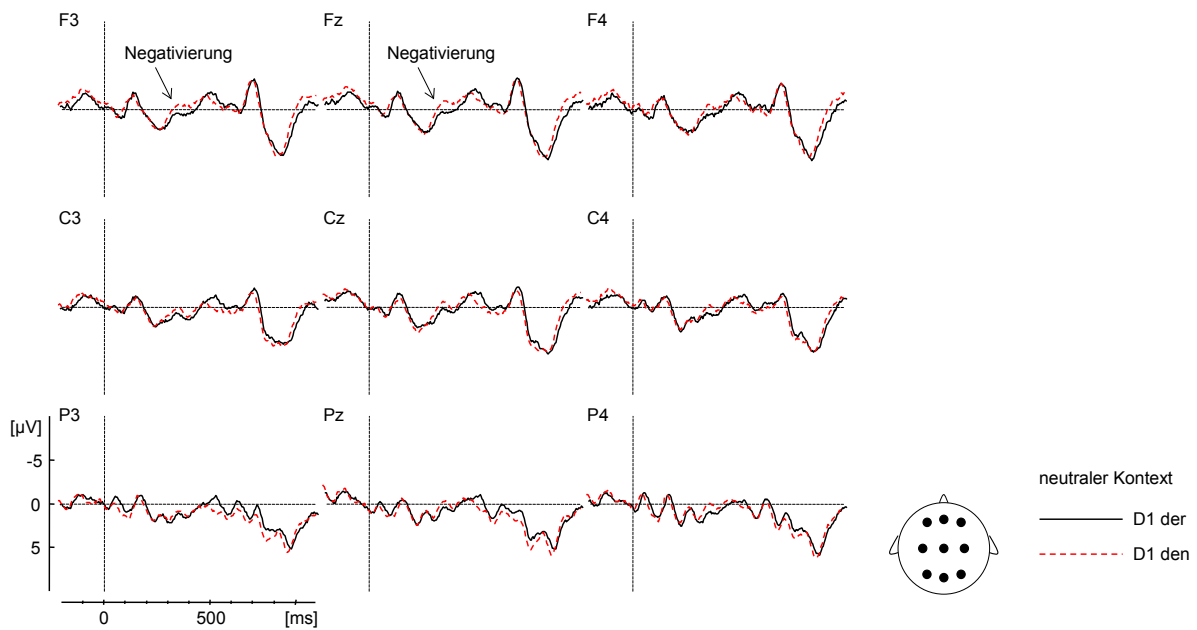 F3
Fz
F4
Negativierung
Negativierung
C3
Cz
C4
P3
Pz
P4
[µV]
-5
0
5
0
500
[ms]
neutraler Kontext
D1 der
D1 den